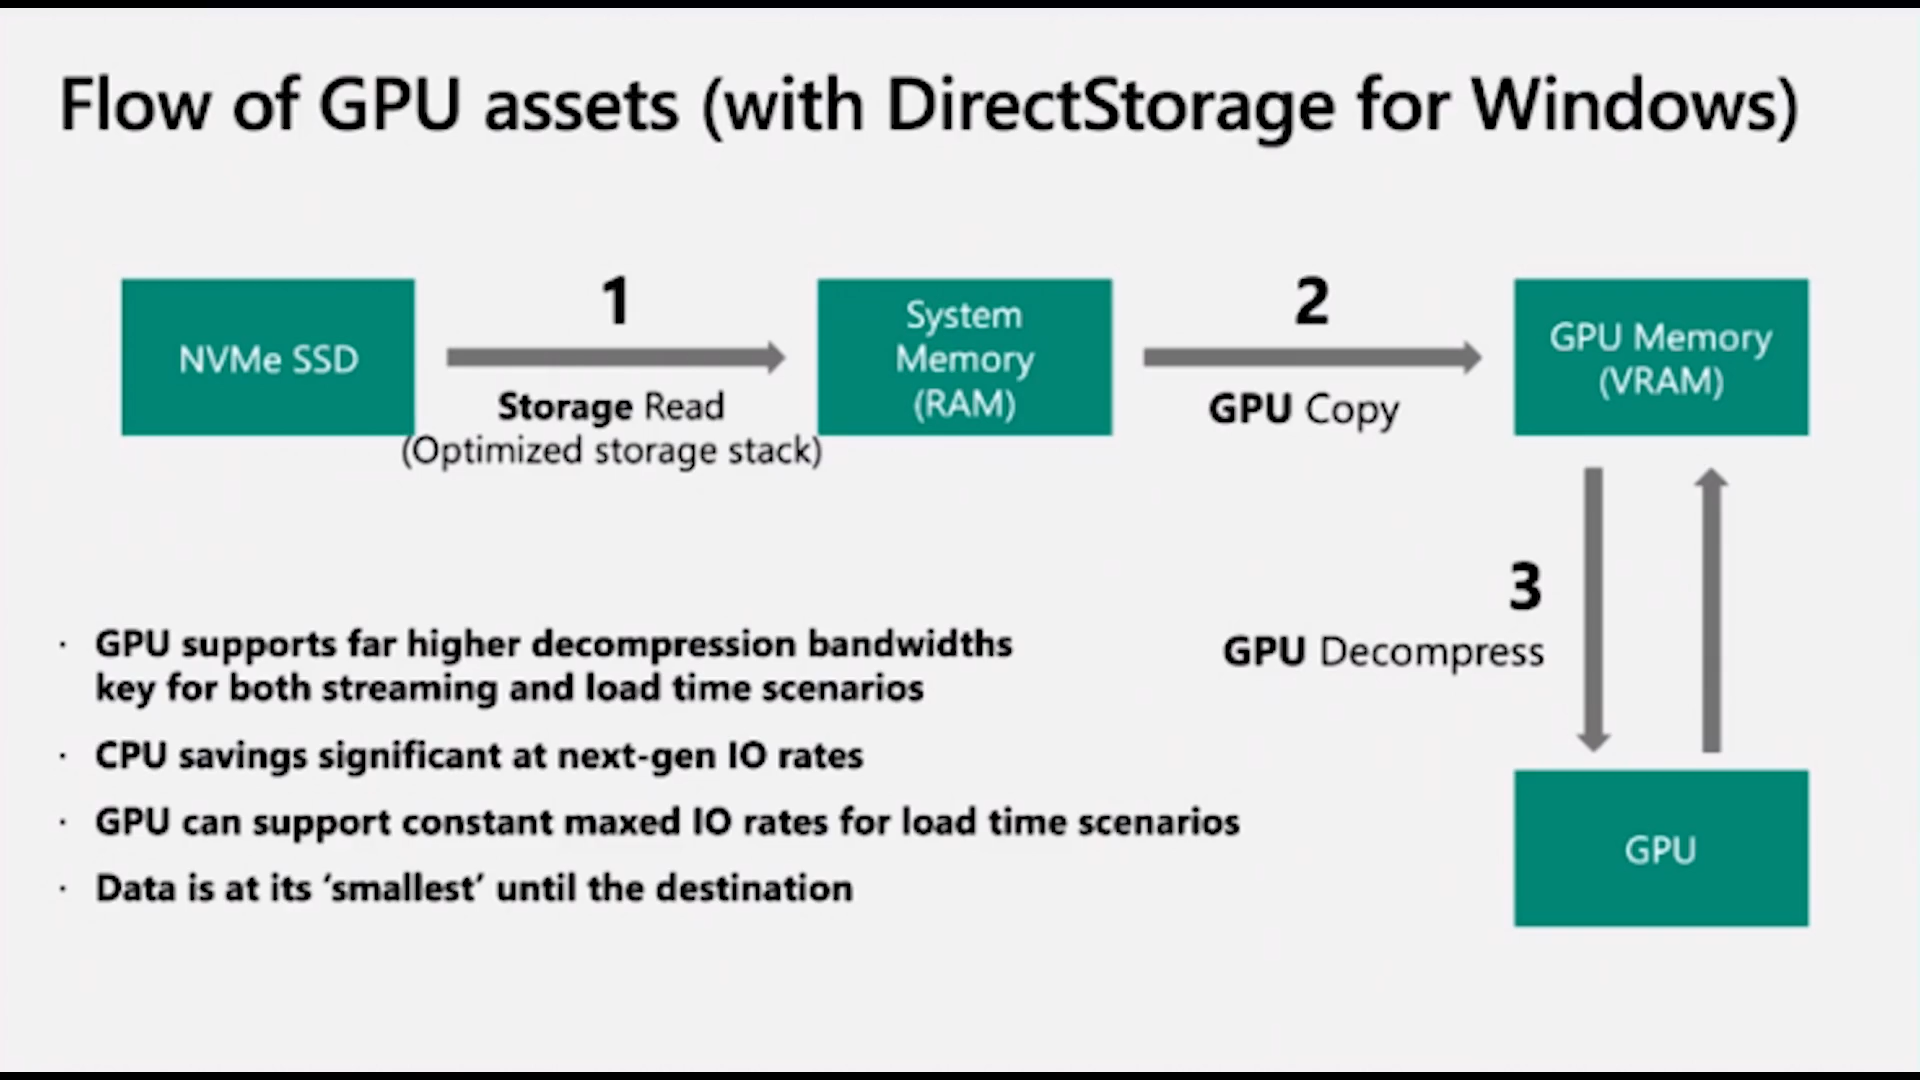 Flow of GPU assets (with DirectStorage for Windows)
NVMe SSD
1
Storage Read
(Optimized storage stack)
System
Memory
(RAM)
2
GPU Copy
GPU Memory
(VRAM)
3
GPU Decompress
GPU
· GPU supports far higher decompression bandwidths
key for both streaming and load time scenarios
· CPU savings significant at next-gen IO rates
· GPU can support constant maxed IO rates for load time scenarios
· Data is at its ‘smallest’ until the destination